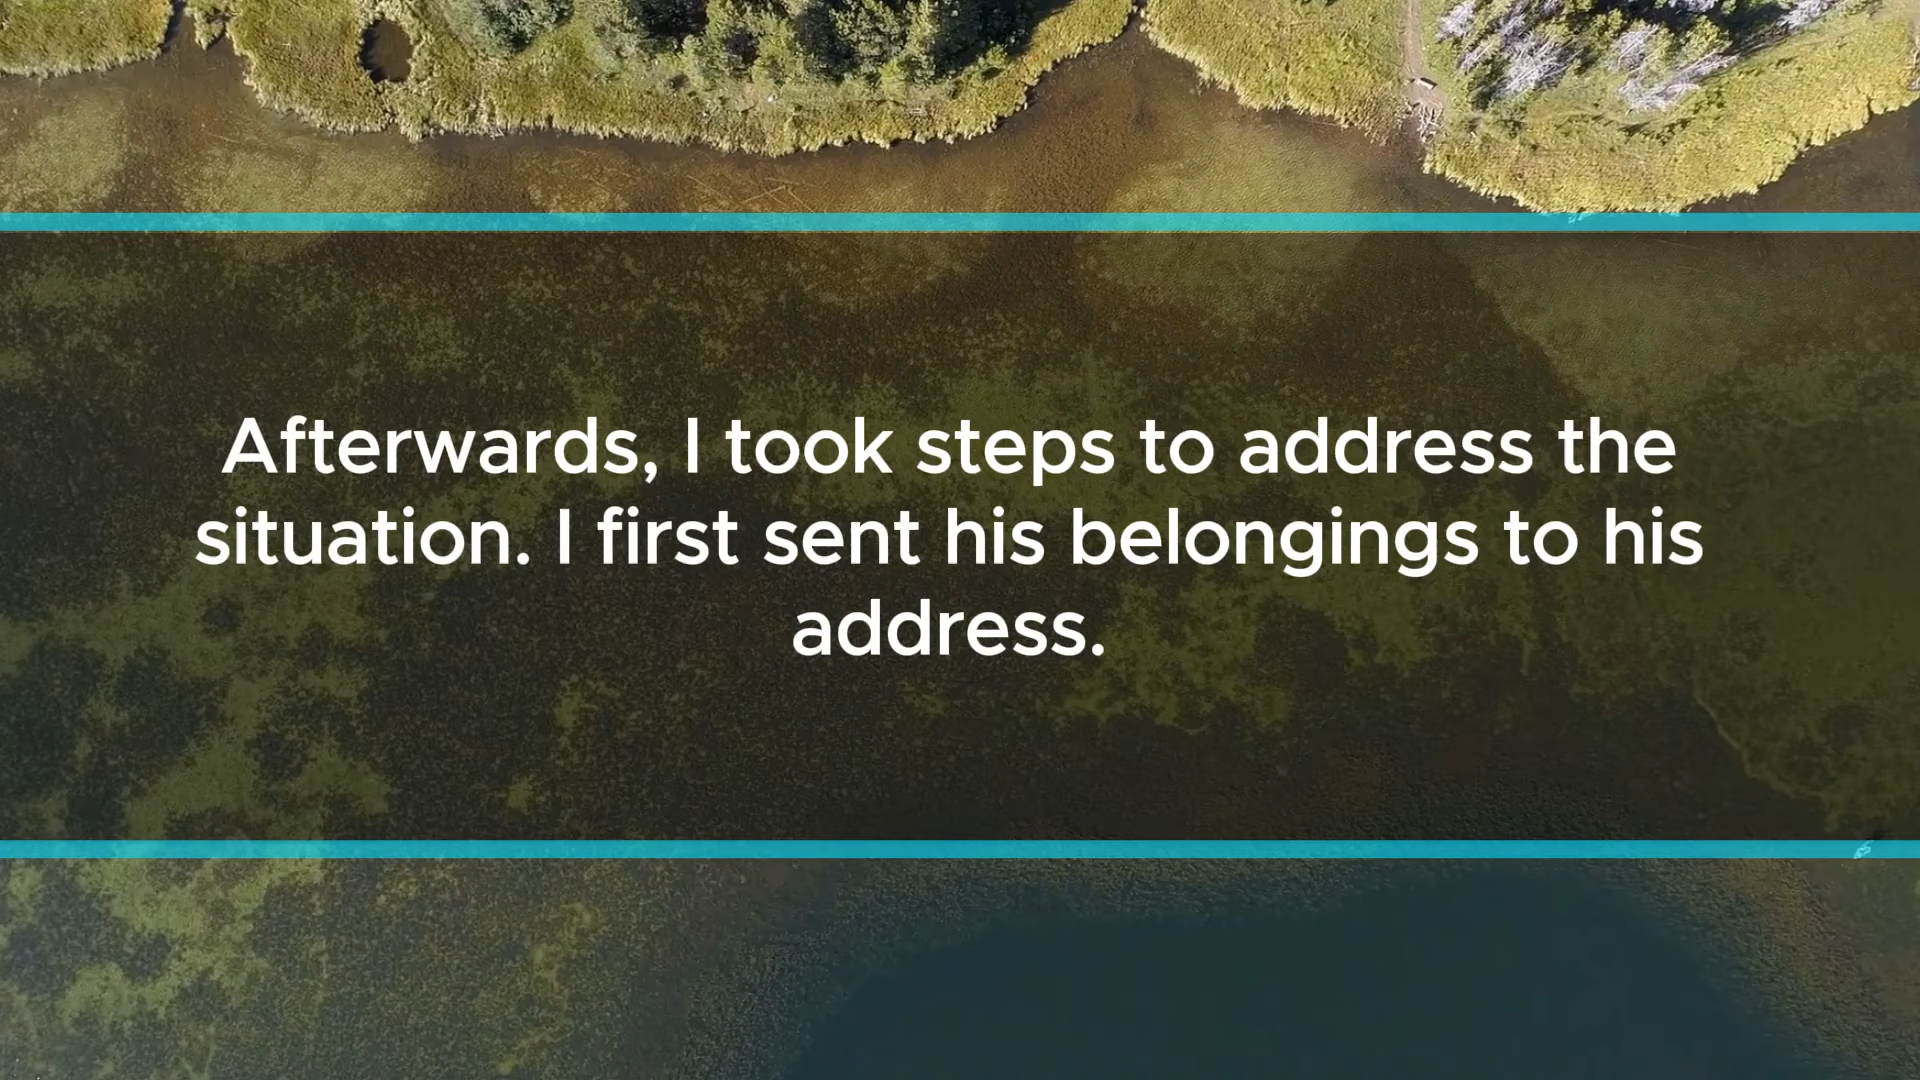 Afterwards, I took steps to address the
situation. I first sent his belongings to his
address.